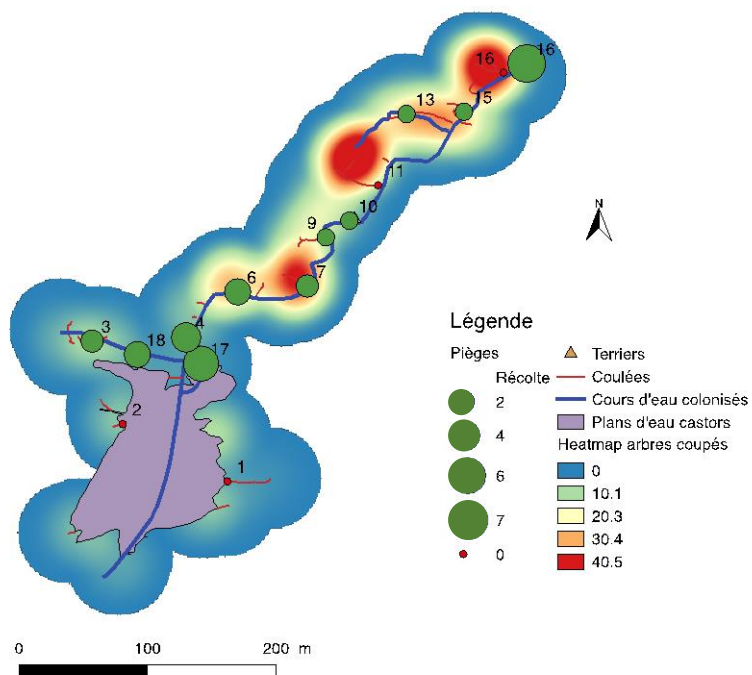 16
16
13
15
11
10
9
N
6
7
4
3
18
17
2
1
Légende
Pièges
Récolte
2
4
6
7
0
Terriers
Coulées
Cours d'eau colonisés
Plans d'eau castors
Heatmap arbres coupés
0
10.1
20.3
30.4
40.5
0 100 200 m